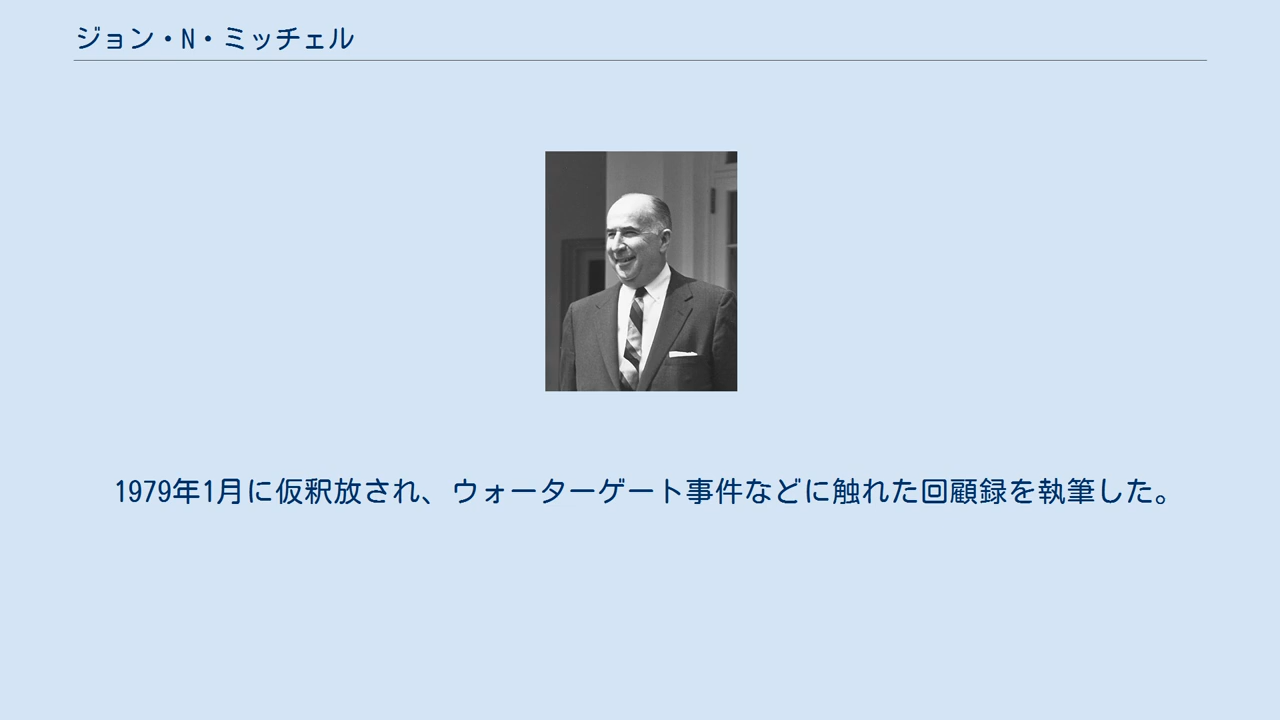 ジョン・N・ミッチェル
1979年1月に仮釈放され、ウォーターゲート事件などに触れた回顧録を執筆した。